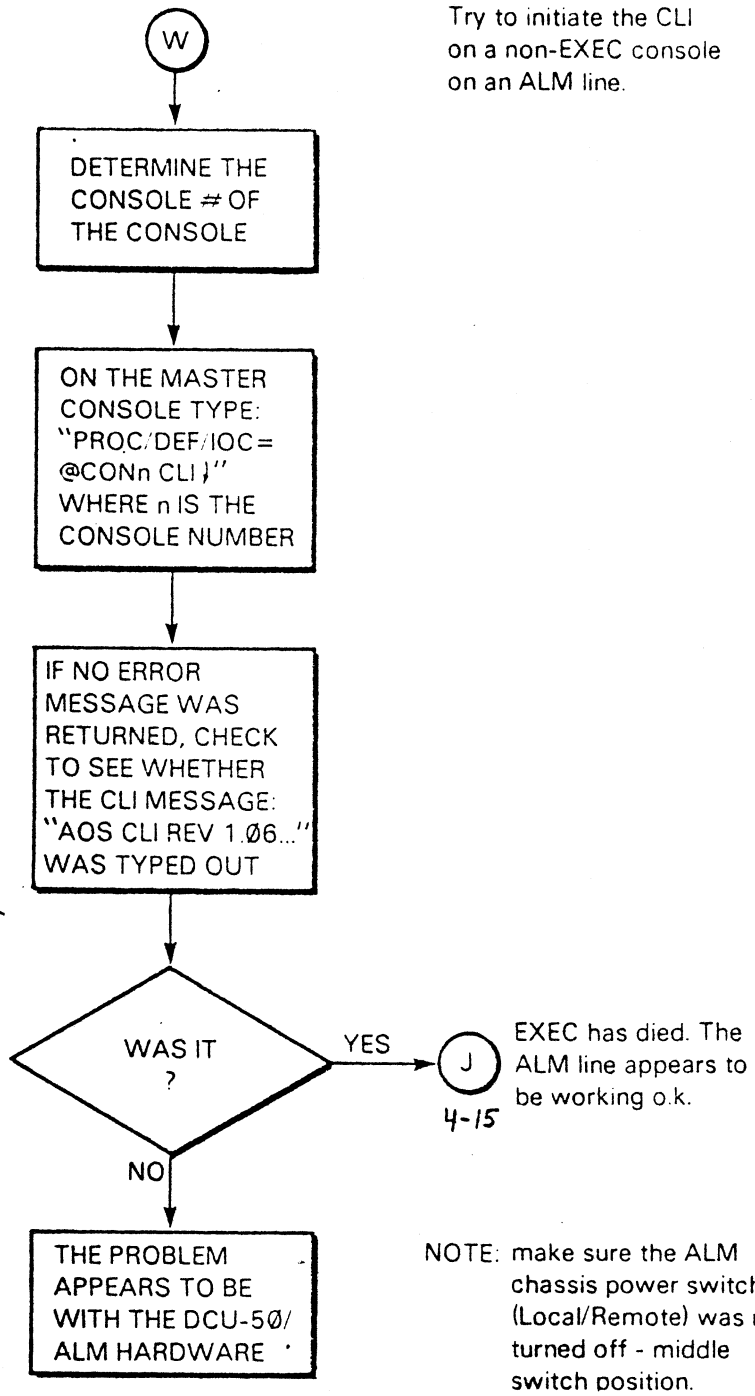 W
Try to initiate the CLI
on a non-EXEC console
on an ALM line.
DETERMINE THE
CONSOLE # OF
THE CONSOLE
ON THE MASTER
CONSOLE TYPE:
"PROC/DEF/IOC=
@CONn CLI↓"
WHERE n IS THE
CONSOLE NUMBER
IF NO ERROR
MESSAGE WAS
RETURNED, CHECK
TO SEE WHETHER
THE CLI MESSAGE:
"AOS CLI REV 1.Ø6..."
WAS TYPED OUT
WAS IT
?
YES
J
4-15
EXEC has died. The
ALM line appears to
be working o.k.
NO
THE PROBLEM
APPEARS TO BE
WITH THE DCU-5Ø/
ALM HARDWARE
NOTE: make sure the ALM
chassis power switch
(Local/Remote) was
turned off - middle
switch position.